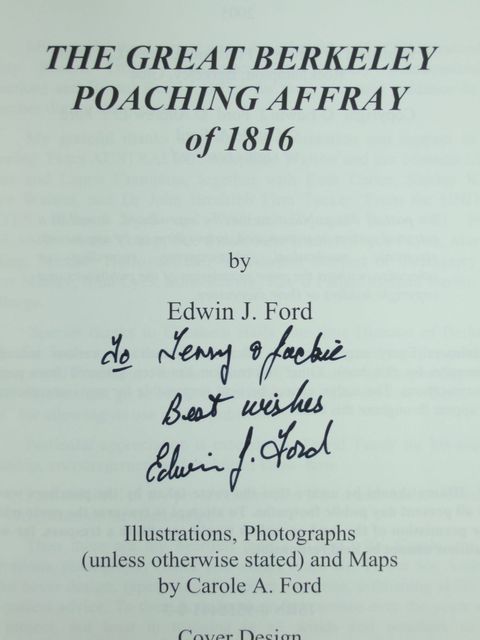 THE GREAT BERKELEY
POACHING AFFRAY
of 1816
by
Edwin J. Ford
To Terry & Jackie
Best wishes
Edwin J. Ford
Illustrations, Photographs
(unless otherwise stated) and Maps
by Carole A. Ford
Cover Design